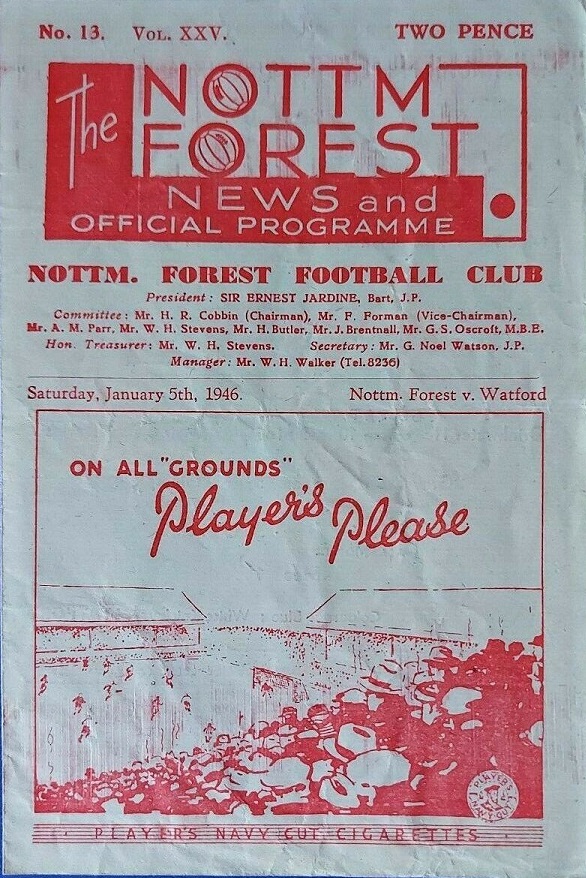 No. 13. Vol. XXV. TWO PENCE
The NOTTM
FOREST
NEWS and
OFFICIAL PROGRAMME
NOTTM. FOREST FOOTBALL CLUB
President: SIR ERNEST JARDINE, Bart, J.P.
Committee: Mr. H. R. Cobbin (Chairman), Mr. F. Forman (Vice-Chairman),
Mr. A. M. Parr, Mr. W. H. Stevens, Mr. H. Butler, Mr. J. Brentnall, Mr. G. S. Oscroft, M.B.E.
Hon. Treasurer: Mr. W. H. Stevens. Secretary: Mr. G. Noel Watson, J.P.
Manager: Mr. W. H. Walker (Tel. 8236)
Saturday, January 5th, 1946. Nottm. Forest v. Watford
ON ALL "GROUNDS"
Player's Please
PLAYER'S
NAVY CUT
PLAYER'S NAVY CUT CIGARETTES